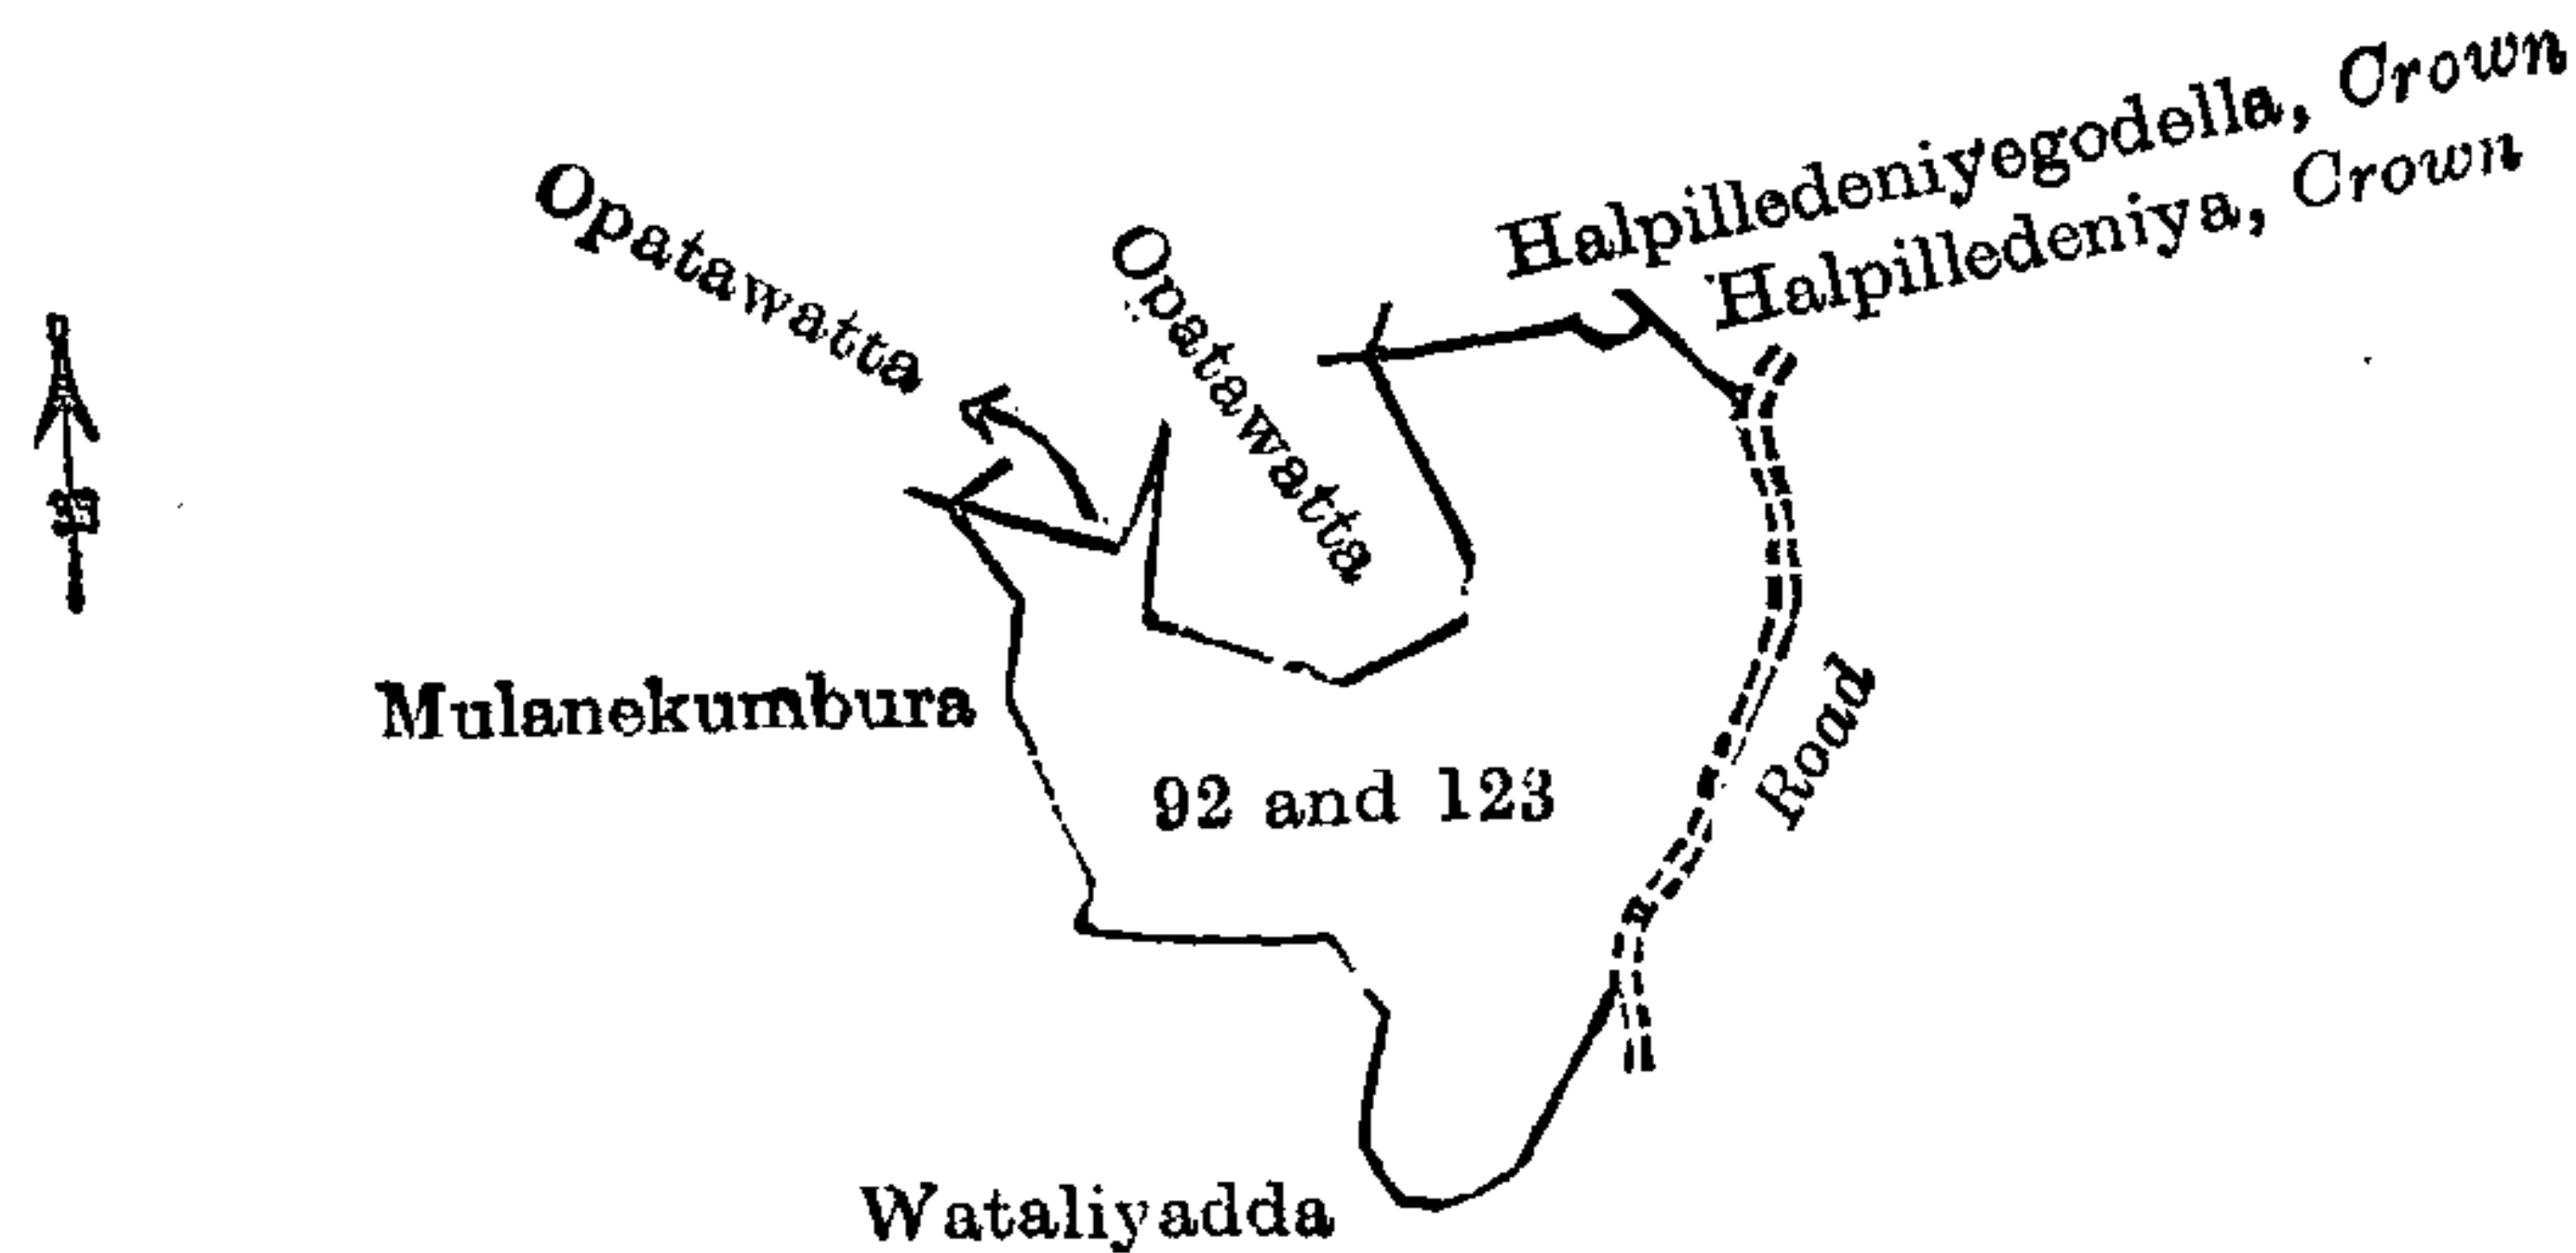 Halpilledeniyegodella, Crown
Halpilledeniya, Crown
Opatawatta
Opatawatta
Mulanekumbura
92 and 123
Road
Wataliyadda